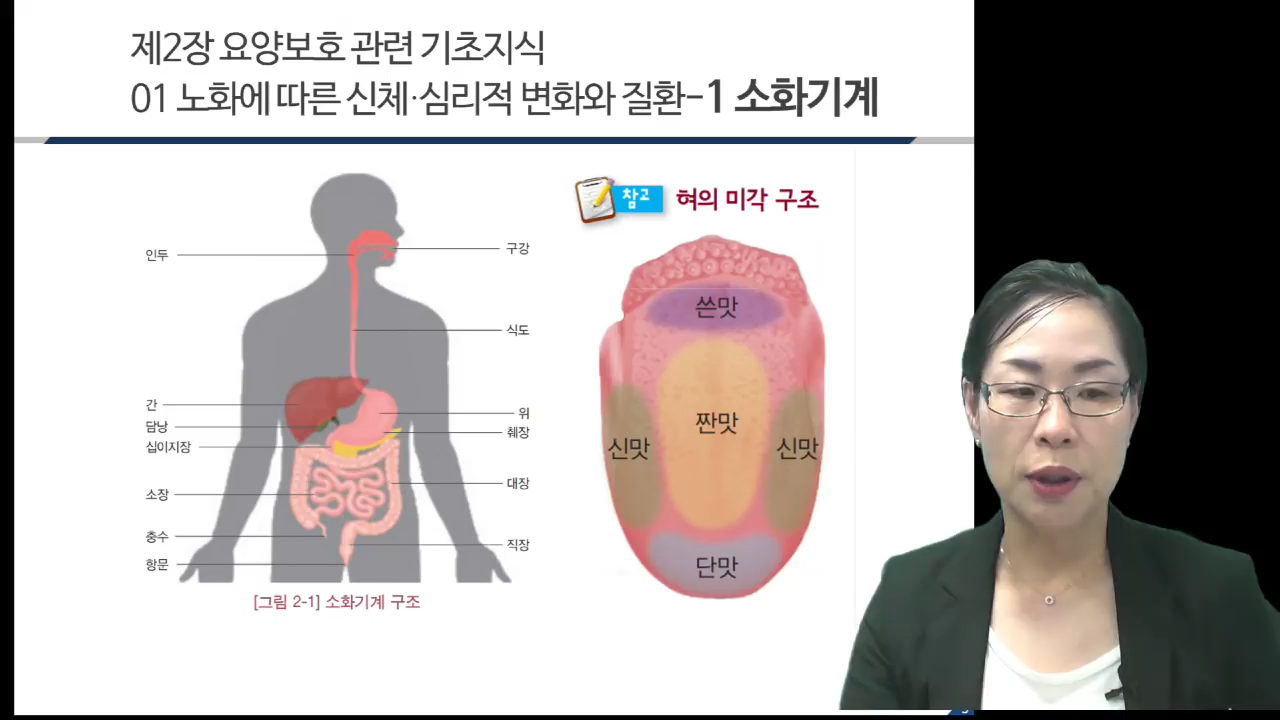 제2장 요양보호 관련 기초지식
01 노화에 따른 신체·심리적 변화와 질환-1 소화기계
인두
구강
식도
간
담낭
십이지장
위
췌장
소장
대장
충수
직장
항문
[그림 2-1] 소화기계 구조
참고 혀의 미각 구조
쓴맛
짠맛
신맛 신맛
단맛